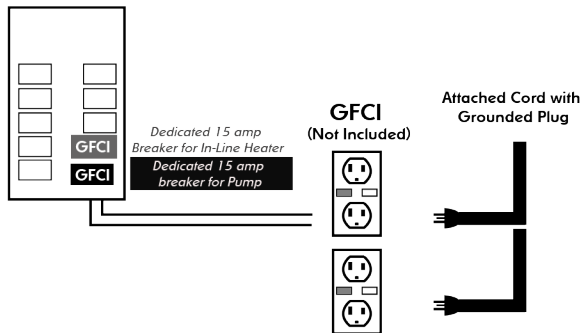 GFCI
GFCI
Dedicated 15 amp
Breaker for In-Line Heater
Dedicated 15 amp
breaker for Pump
GFCI
(Not Included)
Attached Cord with
Grounded Plug